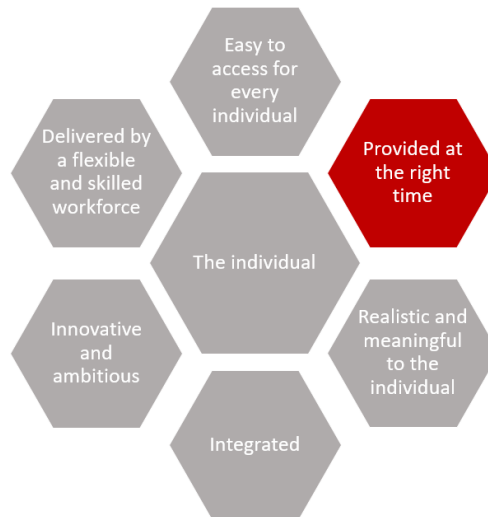 Easy to
access for
every
individual
Provided at
the right
time
Realistic and
meaningful
to the
individual
Integrated
Innovative
and
ambitious
Delivered by
a flexible
and skilled
workforce
The individual